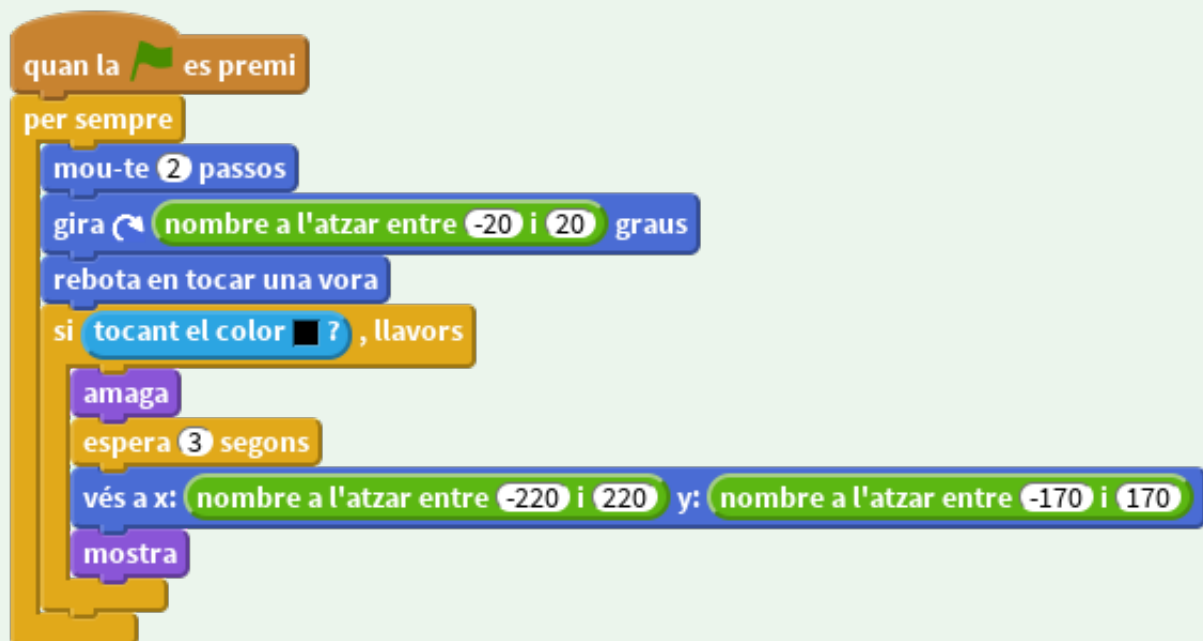 quan la es premi
per sempre
mou-te 2 passos
gira nombre a l'atzar entre -20 i 20 graus
rebota en tocar una vora
si tocant el color ? , llavors
amaga
espera 3 segons
vés a x: nombre a l'atzar entre -220 i 220 y: nombre a l'atzar entre -170 i 170
mostra